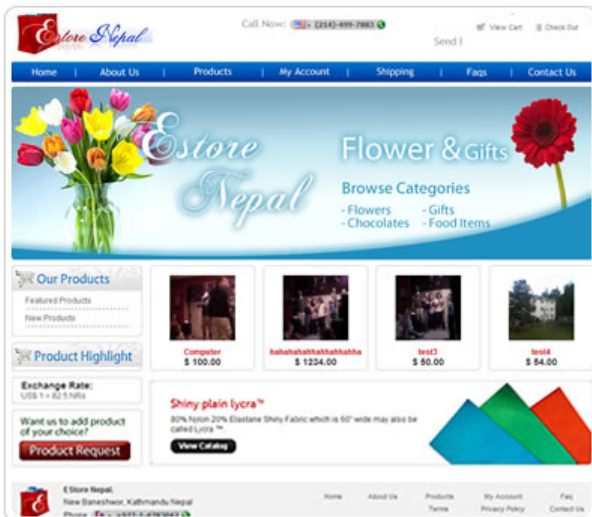 Estore Nepal
Call Now: (214)-499-7883
View Cart
Check Out
Send I
Home | About Us | Products | My Account | Shipping | Faqs | Contact Us
Estore
Nepal
Flower & Gifts
Browse Categories
- Flowers - Gifts
- Chocolates - Food Items
Our Products
Featured Products
New Products
Product Highlight
Exchange Rate:
US$ 1 = 82.5 NRs
Want us to add product
of your choice?
Product Request
Computer
$ 100.00
hahahahahhahhahhahha
$ 1234.00
test3
$ 50.00
test4
$ 54.00
Shiny plain lycra™
80% Nylon 20% Elastane Shiny Fabric which is 60" wide may also be
called Lycra ™.
View Catalog
EStore Nepal,
New Baneshwor, Kathmandu Nepal
Phone
Home About Us Products My Account Faq
Terms Privacy Policy Contact Us